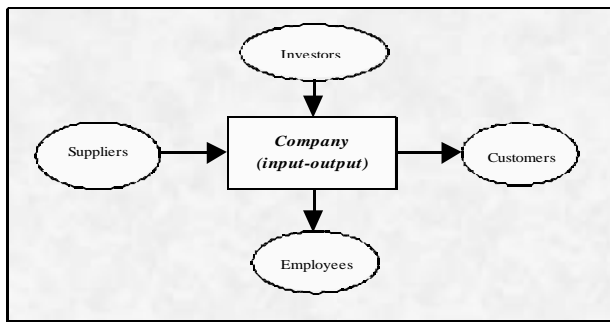 Investors
Suppliers
Company
(input-output)
Customers
Employees